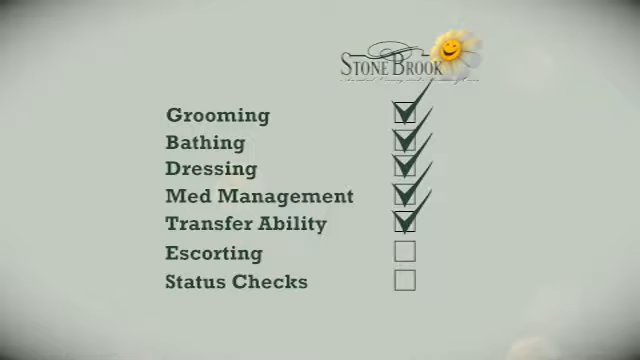 STONEBROOK
Grooming
Bathing
Dressing
Med Management
Transfer Ability
Escorting
Status Checks